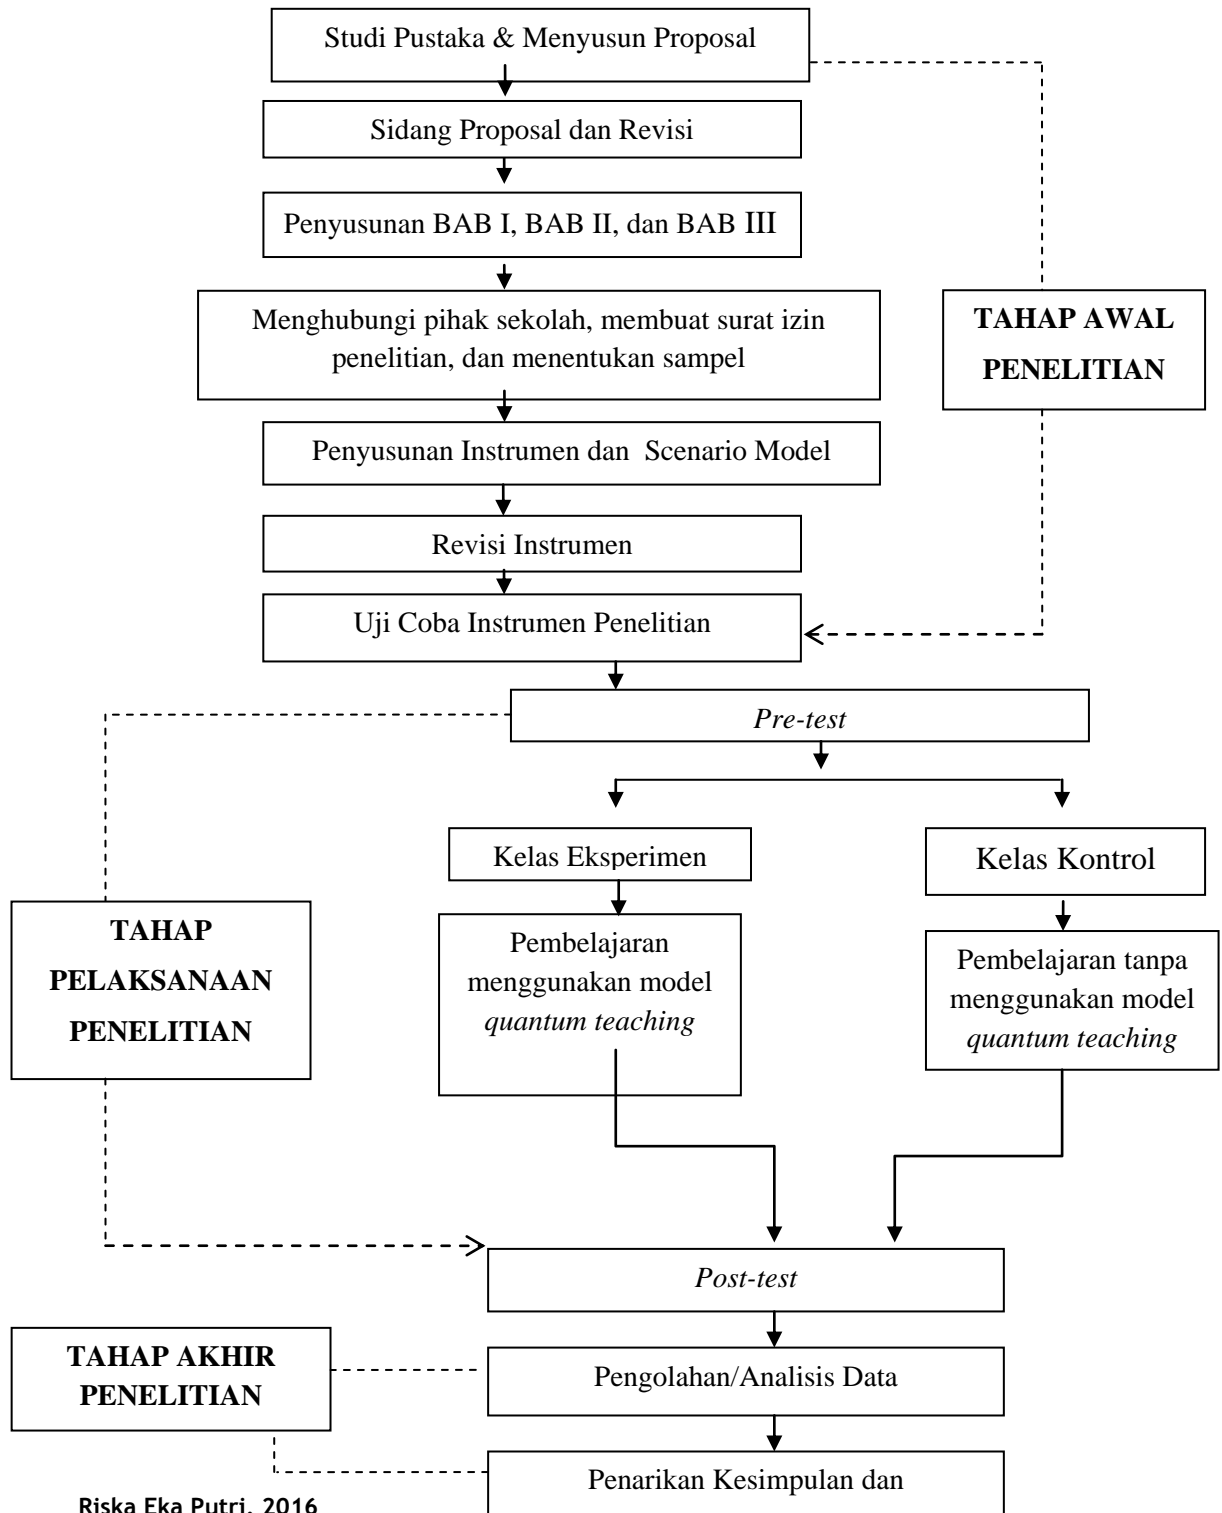 Studi Pustaka & Menyusun Proposal
Sidang Proposal dan Revisi
Penyusunan BAB I, BAB II, dan BAB III
Menghubungi pihak sekolah, membuat surat izin
penelitian, dan menentukan sampel
TAHAP AWAL
PENELITIAN
Penyusunan Instrumen dan Scenario Model
Revisi Instrumen
Uji Coba Instrumen Penelitian
Pre-test
Kelas Eksperimen
Kelas Kontrol
TAHAP
PELAKSANAAN
PENELITIAN
Pembelajaran
menggunakan model
quantum teaching
Pembelajaran tanpa
menggunakan model
quantum teaching
Post-test
TAHAP AKHIR
PENELITIAN
Pengolahan/Analisis Data
Penarikan Kesimpulan dan
Riska Eka Putri, 2016